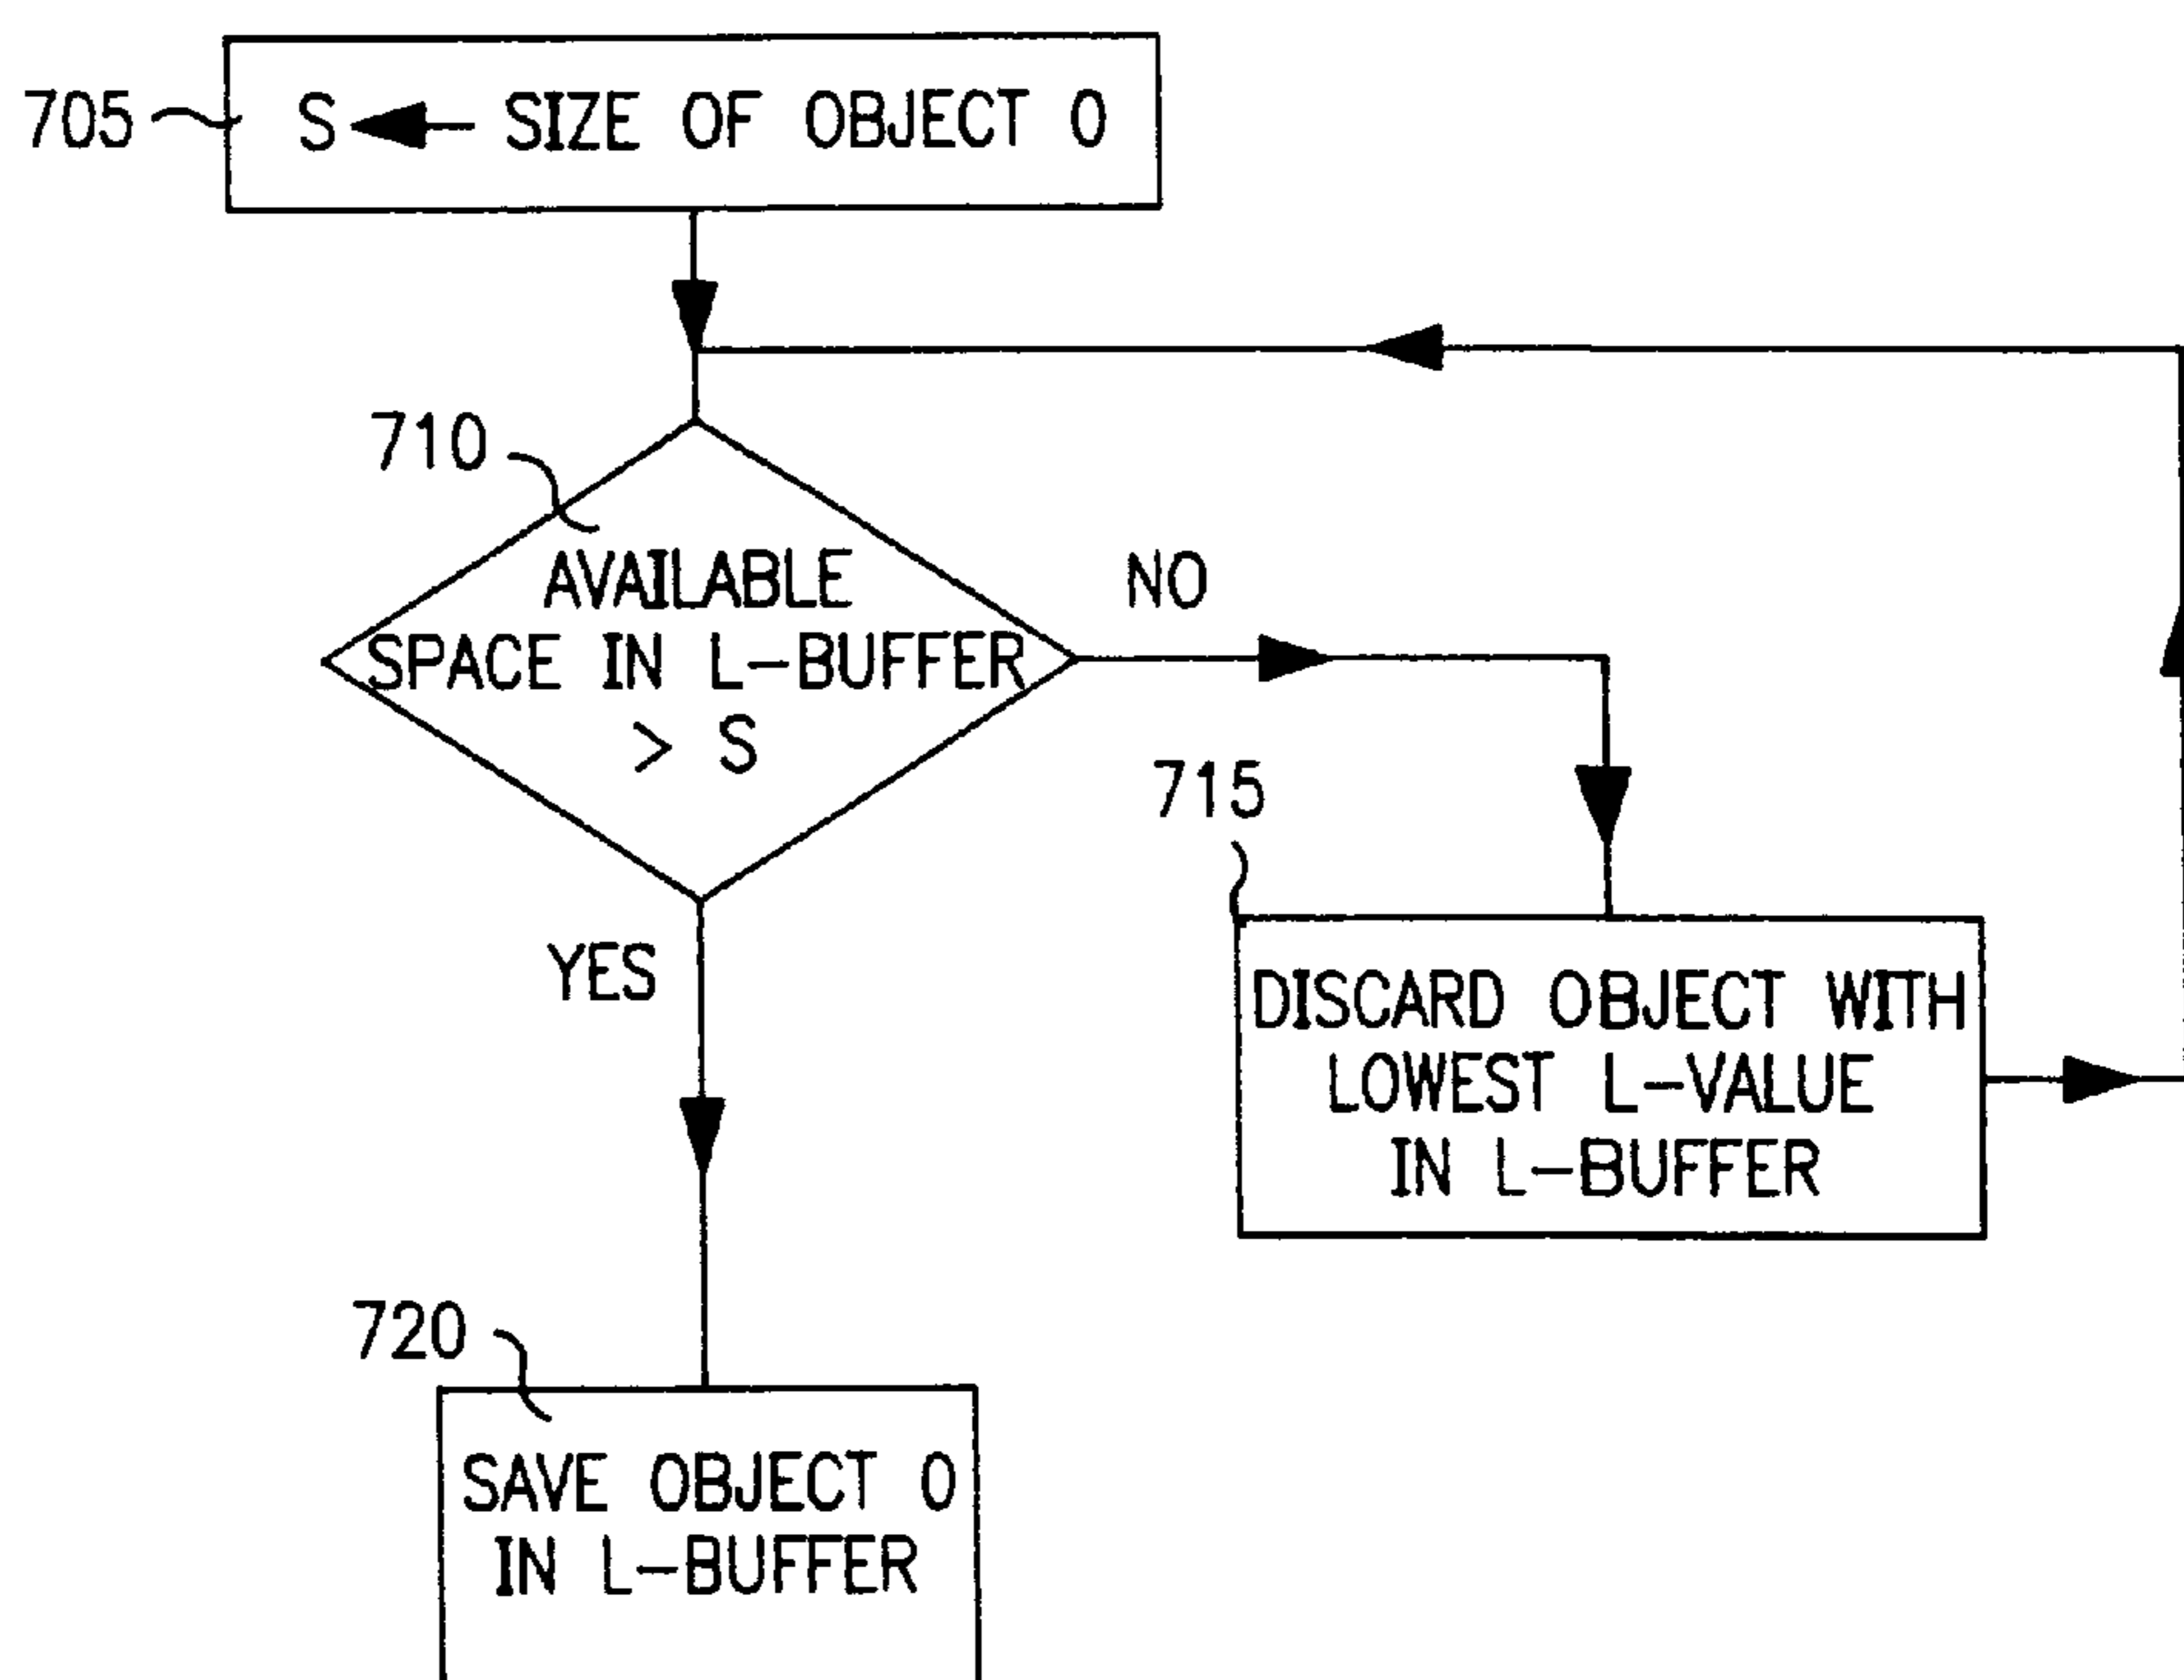 705
S ← SIZE OF OBJECT O
710
AVAILABLE
SPACE IN L-BUFFER
> S
NO
YES
715
DISCARD OBJECT WITH
LOWEST L-VALUE
IN L-BUFFER
720
SAVE OBJECT O
IN L-BUFFER